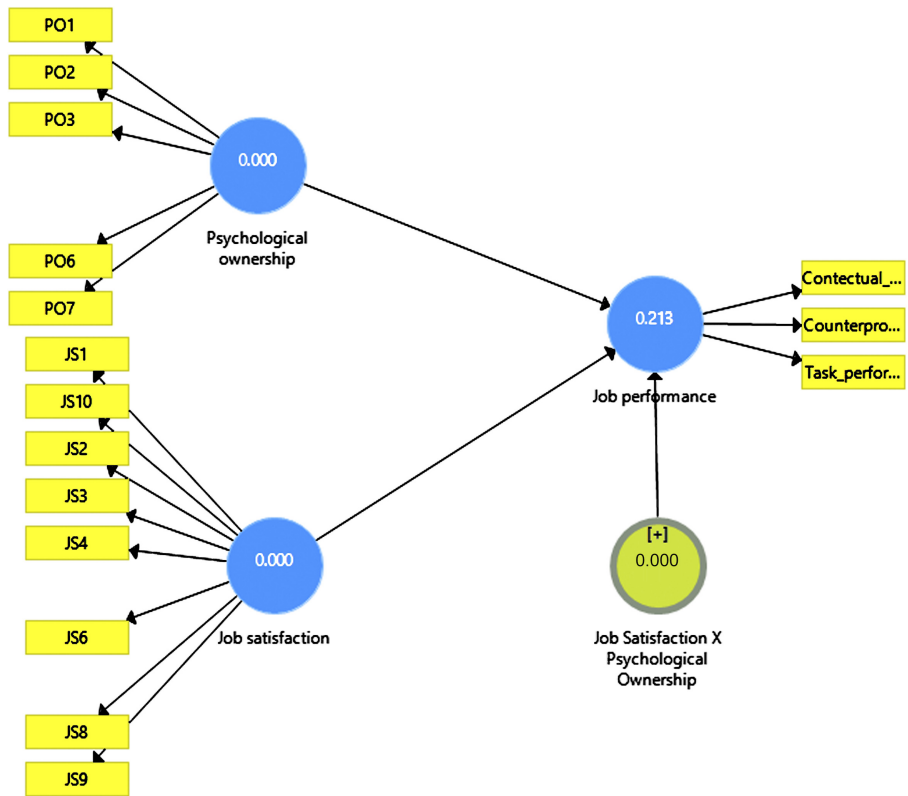 PO1
PO2
PO3
PO6
PO7
0.000
Psychological
ownership
JS1
JS10
JS2
JS3
JS4
JS6
JS8
JS9
0.000
Job satisfaction
0.213
Job performance
Contectual_...
Counterpro...
Task_perfor...
[+]
0.000
Job Satisfaction X
Psychological
Ownership